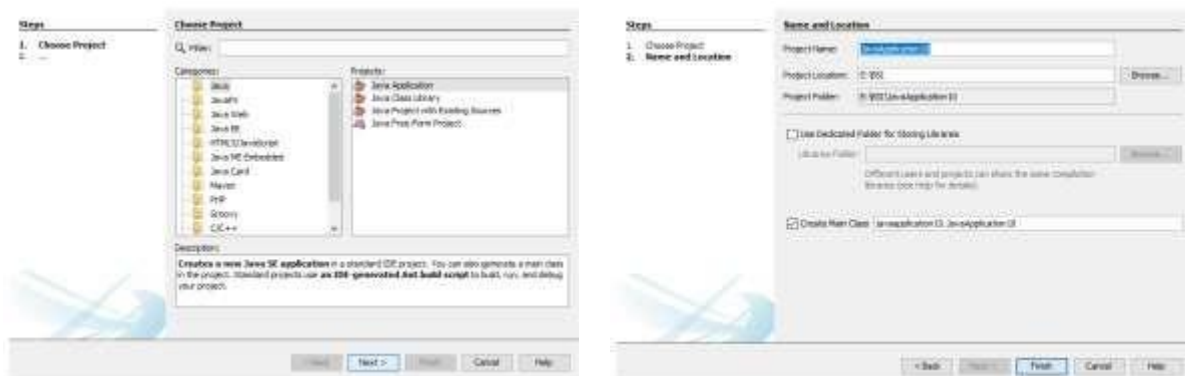 Steps
1. Choose Project
2. ...
Choose Project
Filter:
Categories:
Java
JavaFX
Java Web
Java EE
HTML5/JavaScript
Java ME Embedded
Java Card
Maven
PHP
Groovy
C/C++
Projects:
Java Application
Java Class Library
Java Project with Existing Sources
Java Free-Form Project
Description:
Creates a new Java SE application in a standard IDE project. You can also generate a main class
in the project. Standard projects use an IDE-generated Ant build script to build, run, and debug
your project.
< Back Next > Finish Cancel Help
Steps
1. Choose Project
2. Name and Location
Name and Location
Project Name:
Project Location: Browse...
Project Folder:
Use Dedicated Folder for Storing Libraries
Libraries Folder: Browse...
Different users and projects can share the same compilation
libraries (see Help for details).
Create Main Class
< Back Next > Finish Cancel Help